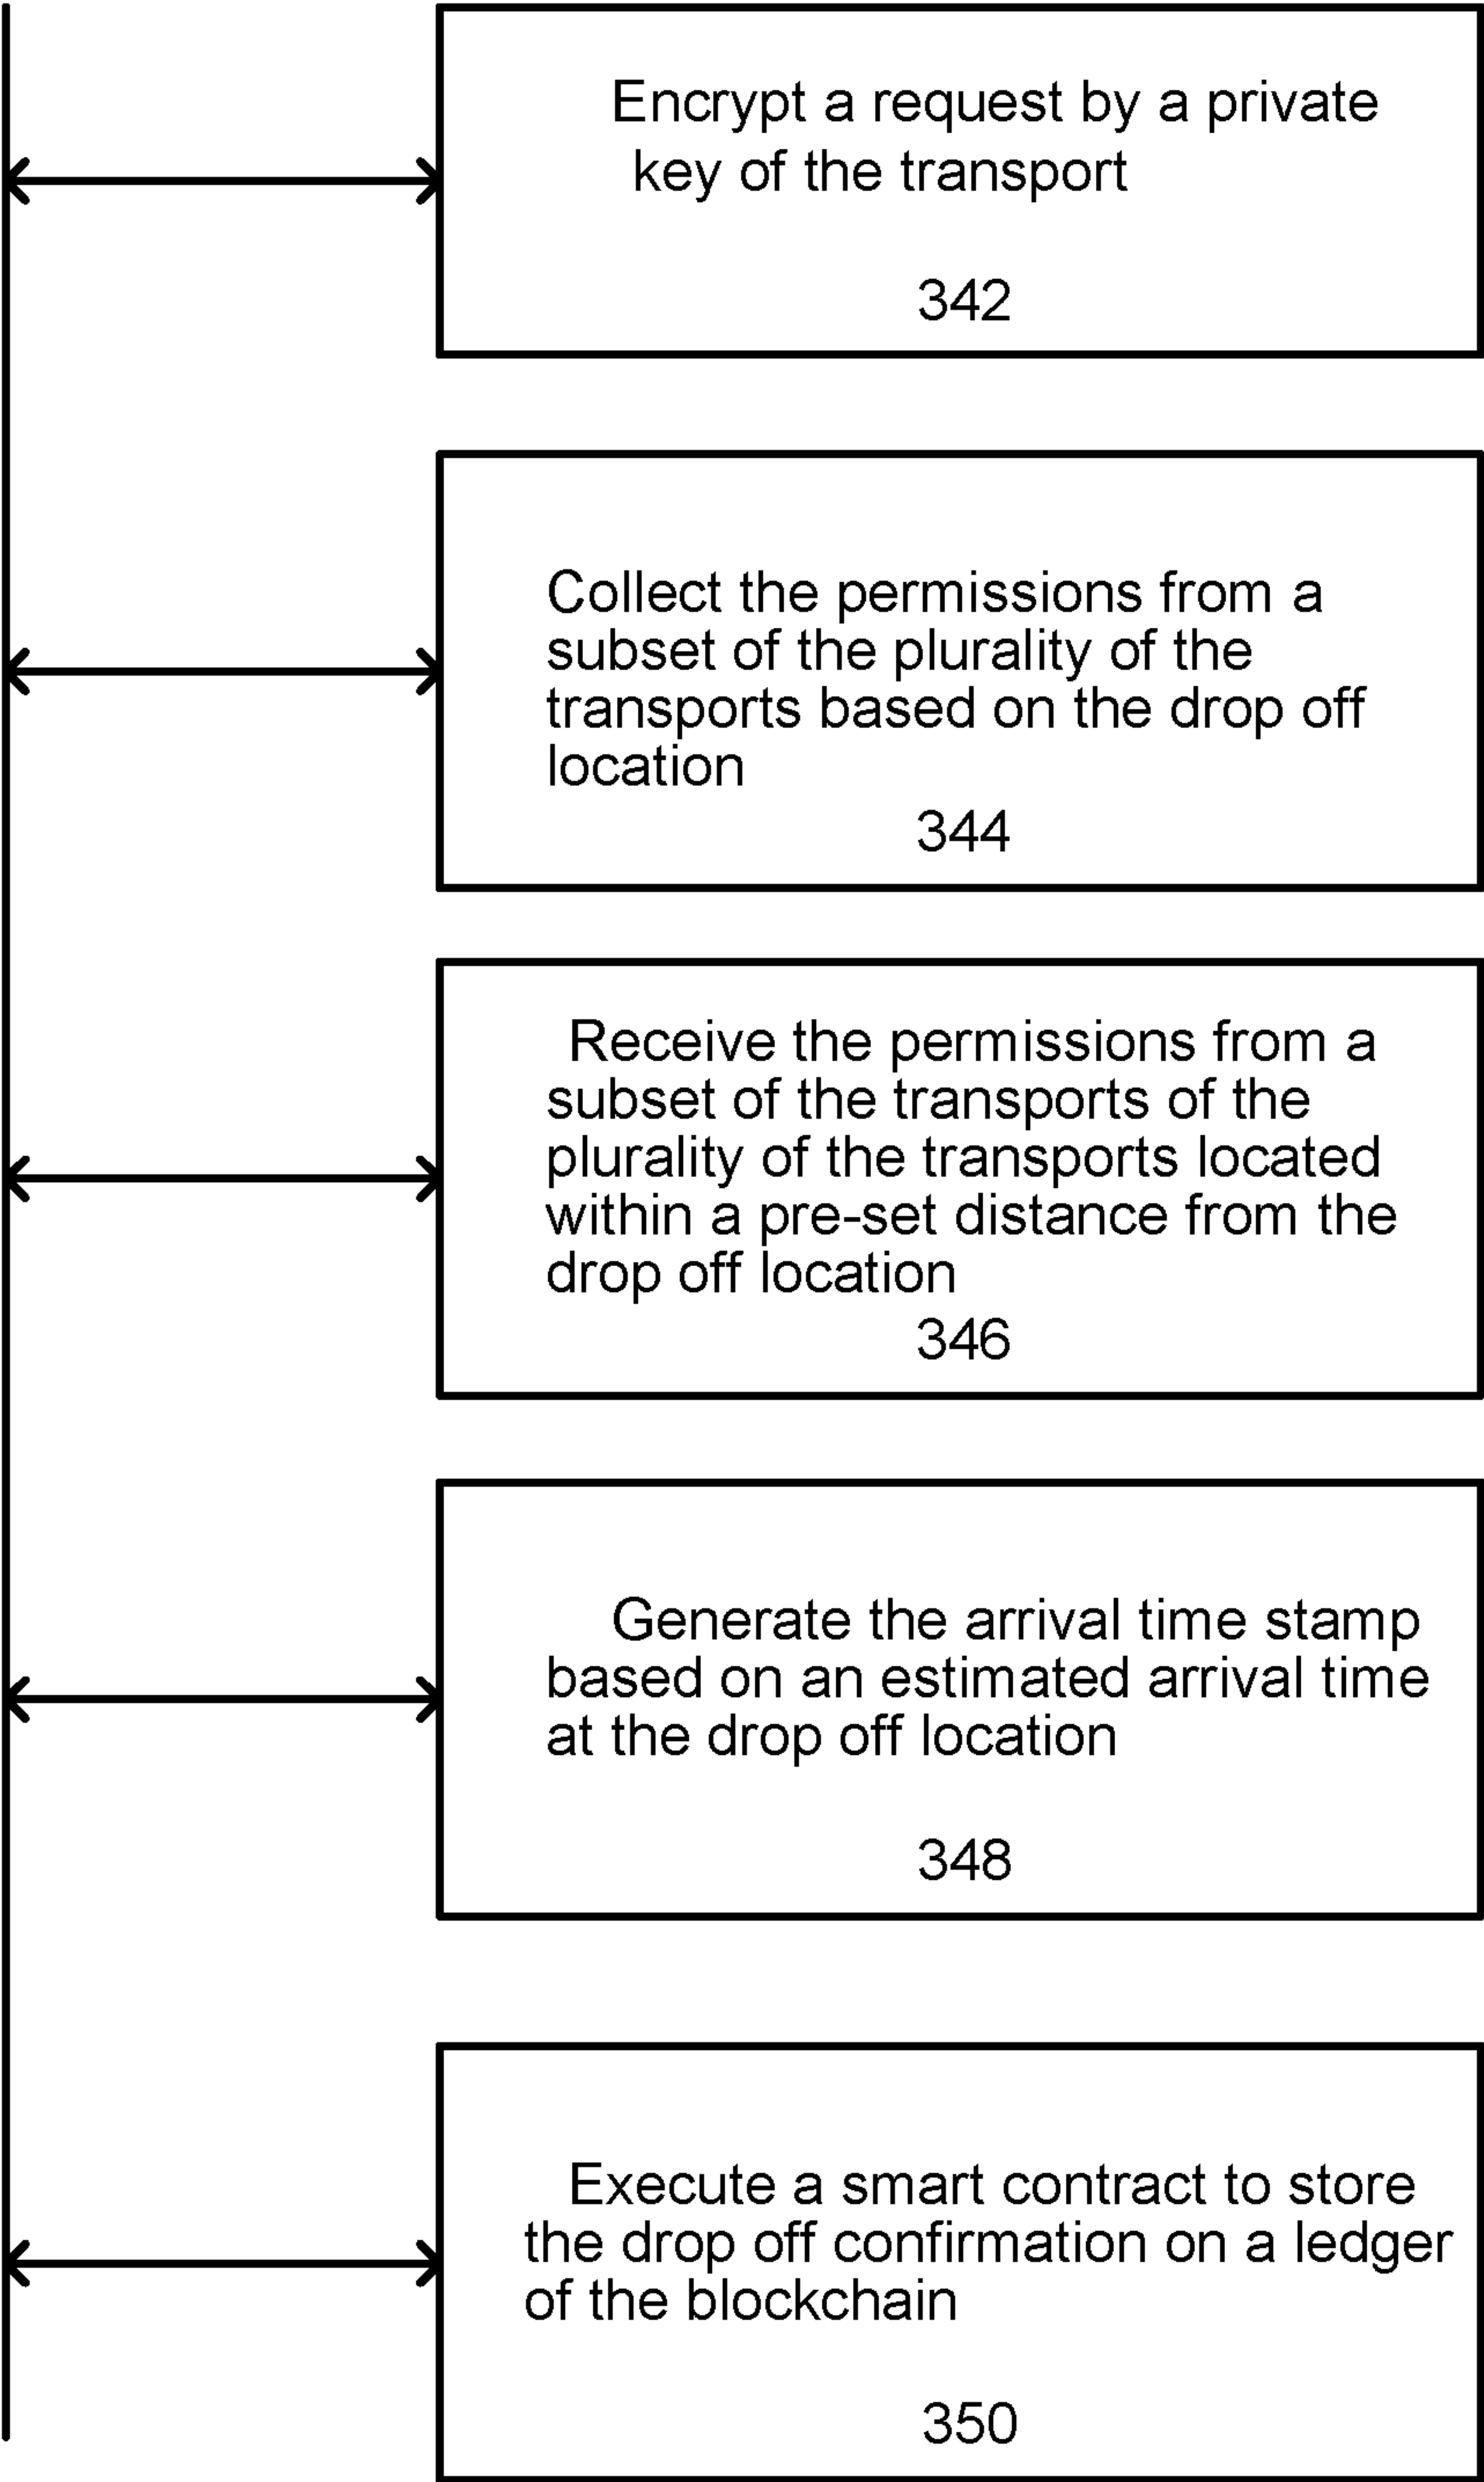 Encrypt a request by a private
key of the transport
342
Collect the permissions from a
subset of the plurality of the
transports based on the drop off
location
344
Receive the permissions from a
subset of the transports of the
plurality of the transports located
within a pre-set distance from the
drop off location
346
Generate the arrival time stamp
based on an estimated arrival time
at the drop off location
348
Execute a smart contract to store
the drop off confirmation on a ledger
of the blockchain
350